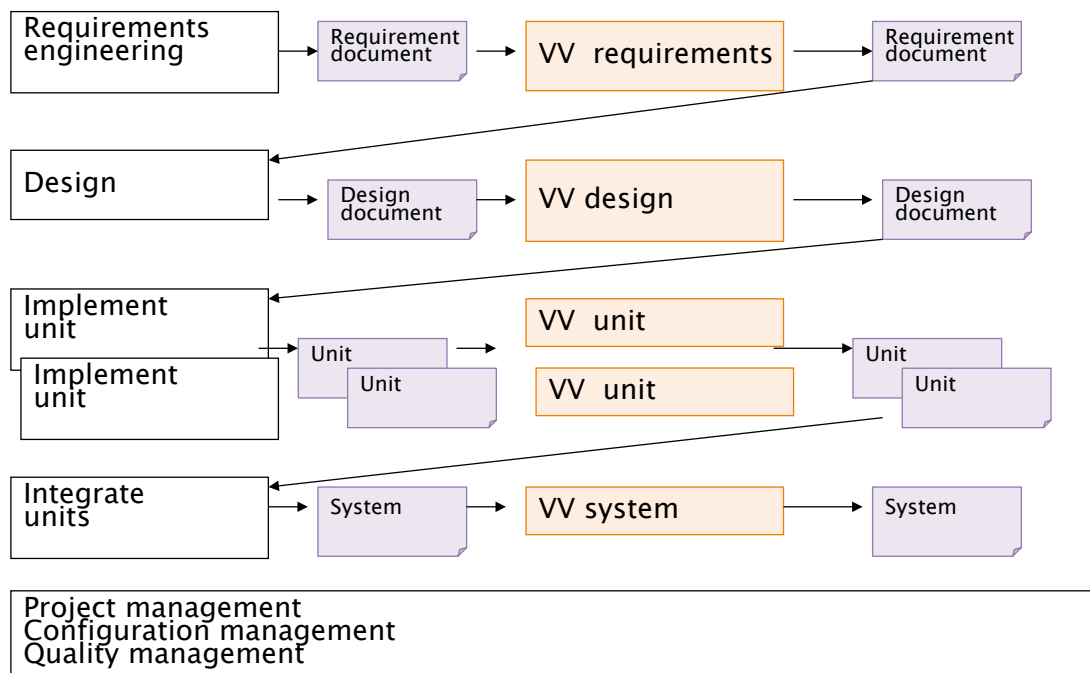 Requirements
engineering
Requirement
document
VV  requirements
Requirement
document
Design
Design
document
VV design
Design
document
Implement
unit
Implement
unit
Unit
Unit
VV  unit
VV  unit
Unit
Unit
Integrate
units
System
VV system
System
Project management
Configuration management
Quality management